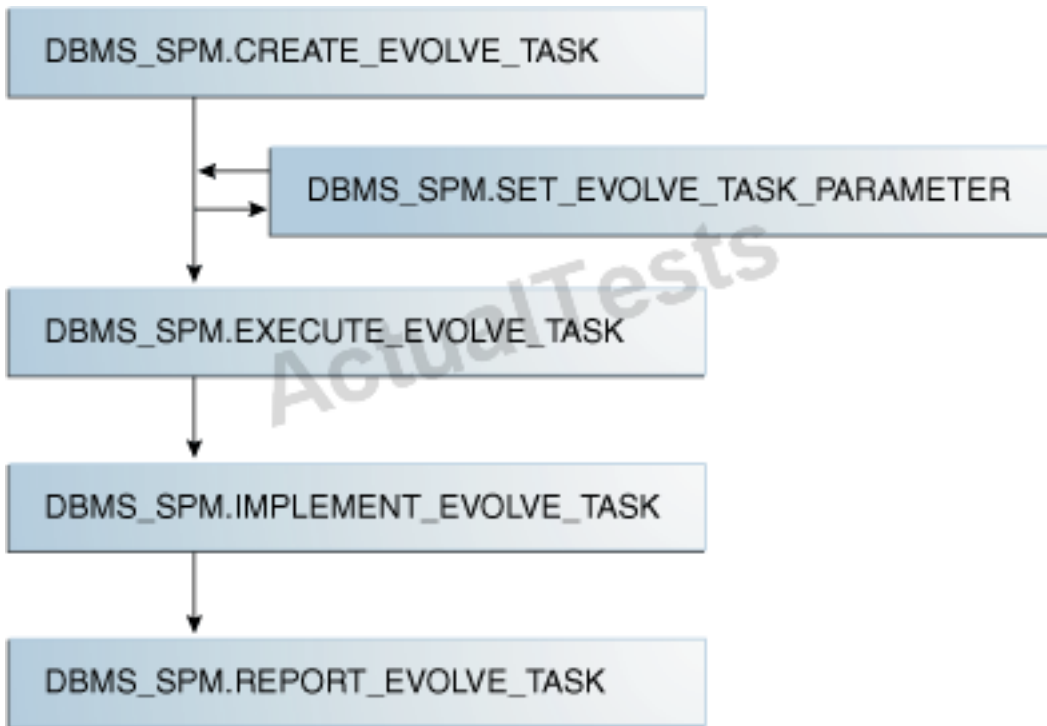 DBMS_SPM.CREATE_EVOLVE_TASK
DBMS_SPM.SET_EVOLVE_TASK_PARAMETER
ActualTests
DBMS_SPM.EXECUTE_EVOLVE_TASK
DBMS_SPM.IMPLEMENT_EVOLVE_TASK
DBMS_SPM.REPORT_EVOLVE_TASK